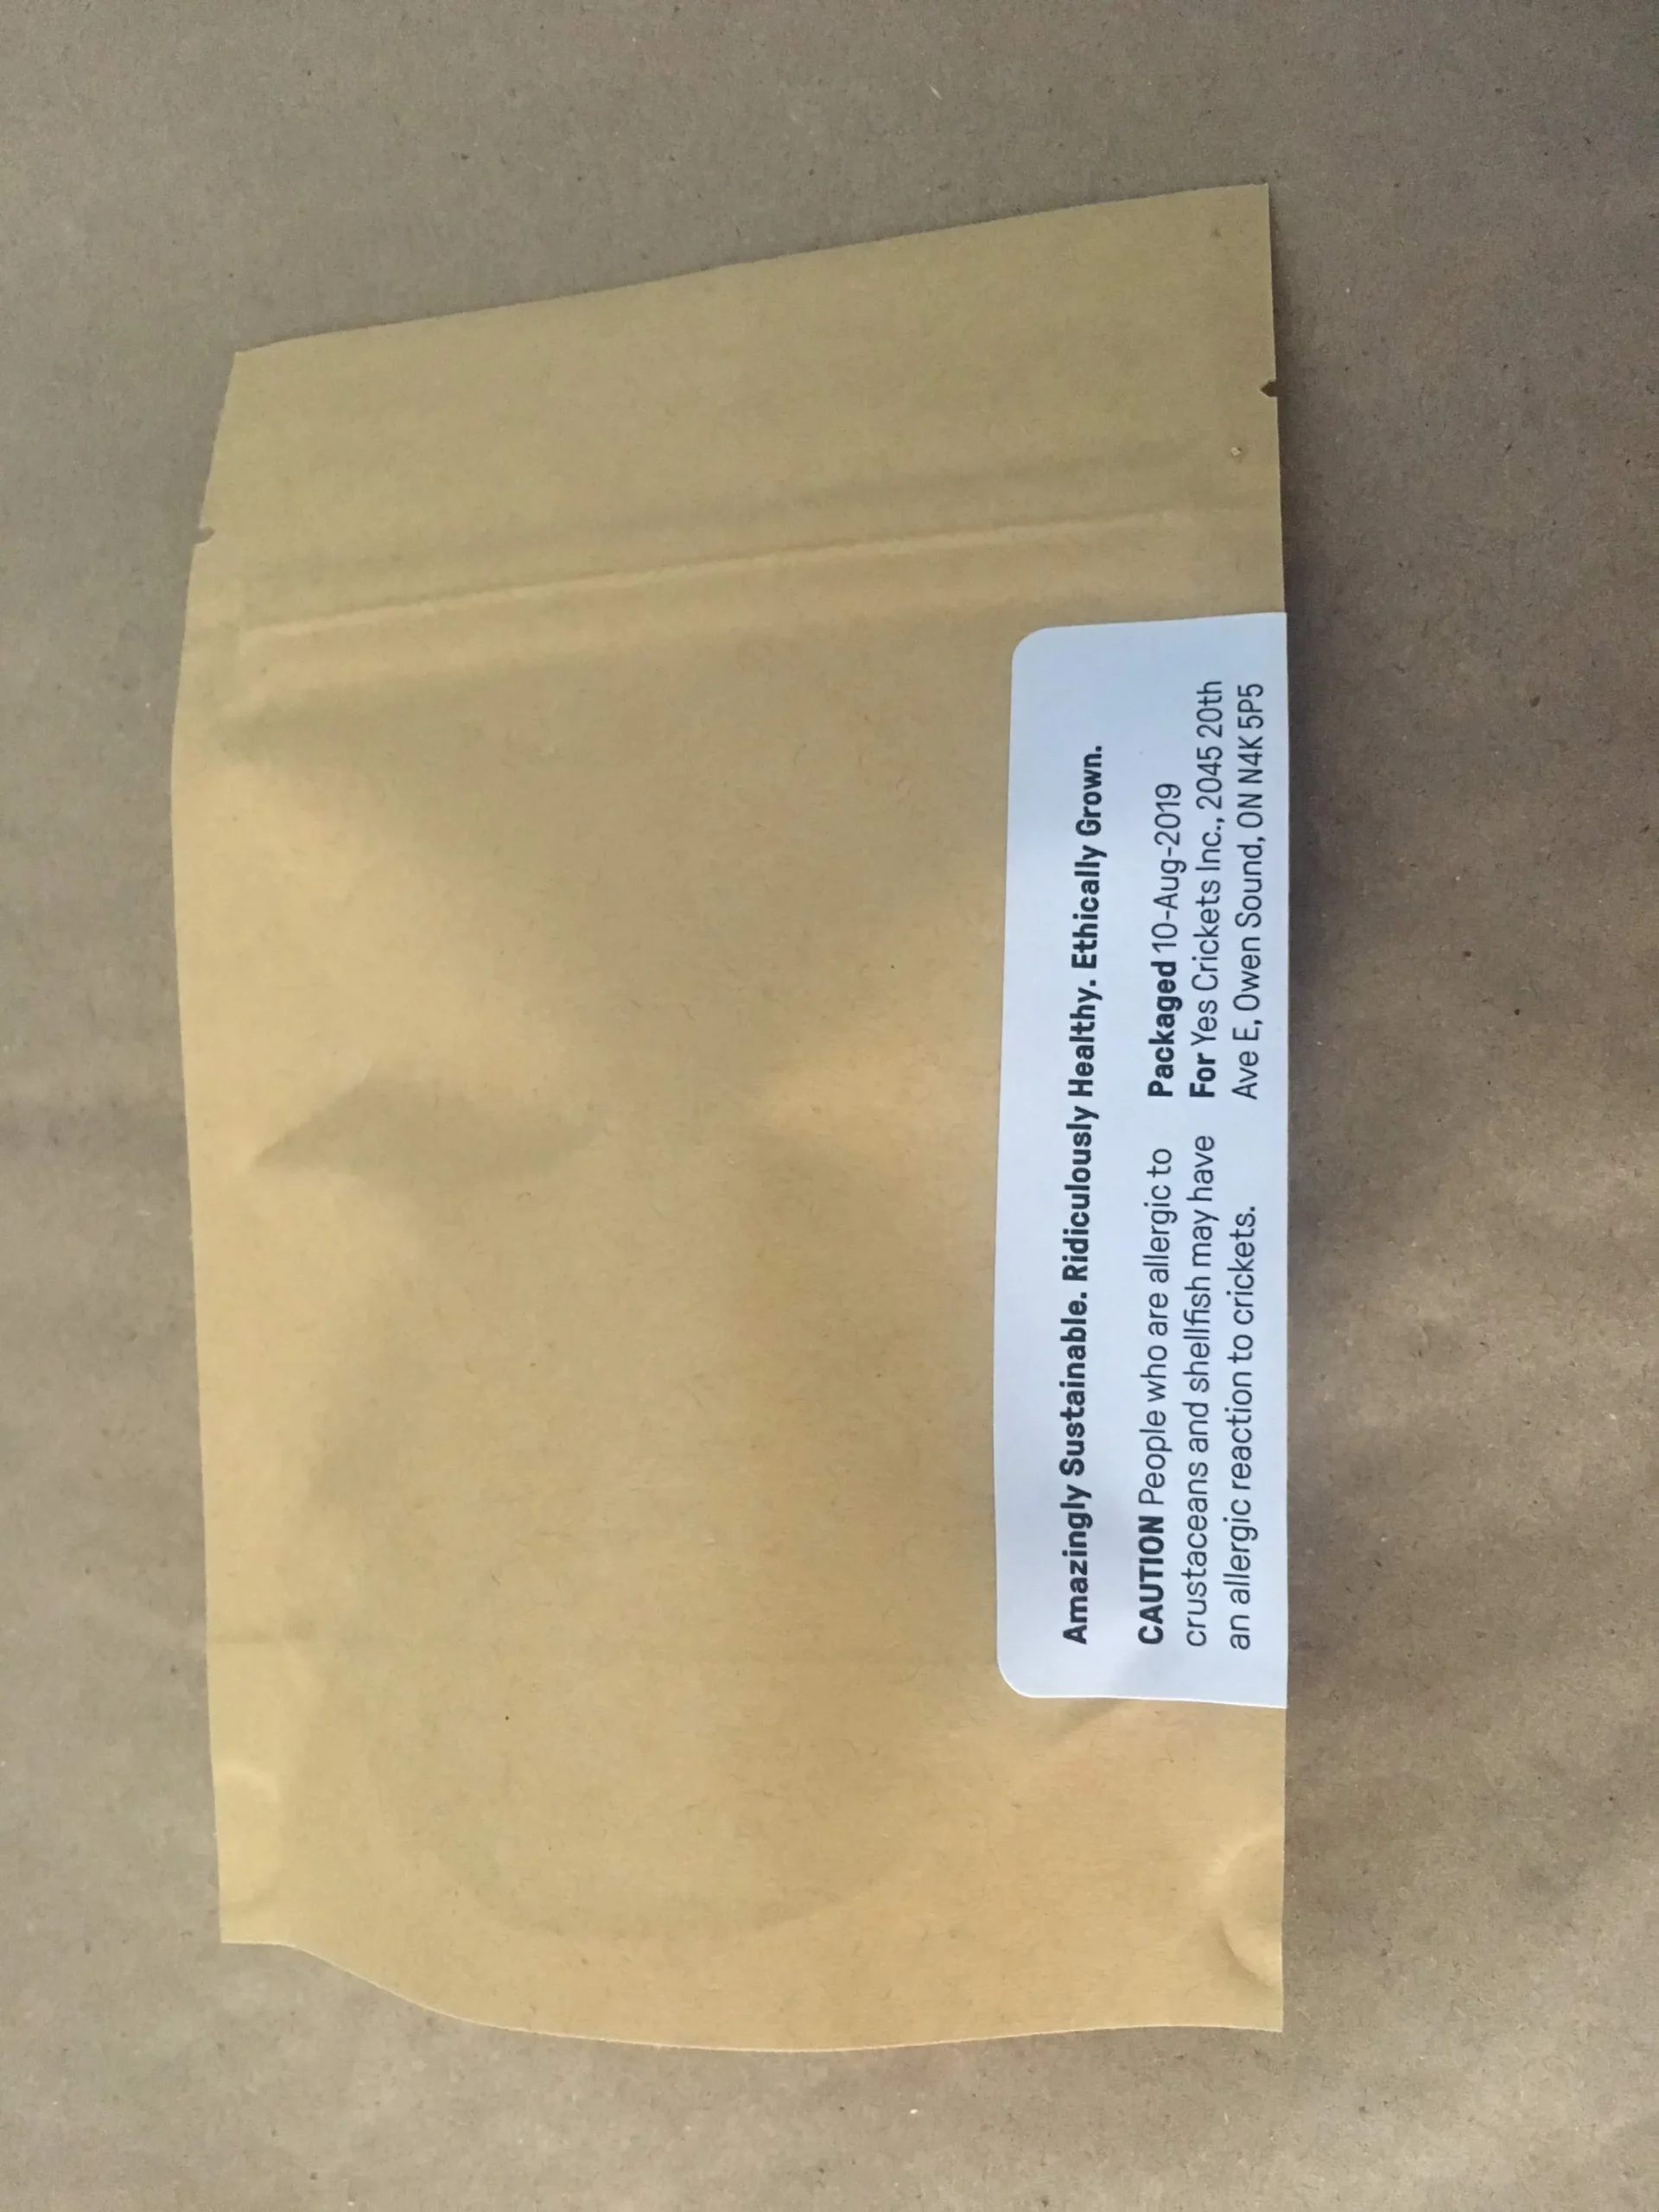 Amazingly Sustainable. Ridiculously Healthy. Ethically Grown.
CAUTION People who are allergic to
crustaceans and shellfish may have
an allergic reaction to crickets.
Packaged 10-Aug-2019
For Yes Crickets Inc., 2045 20th
Ave E, Owen Sound, ON N4K 5P5